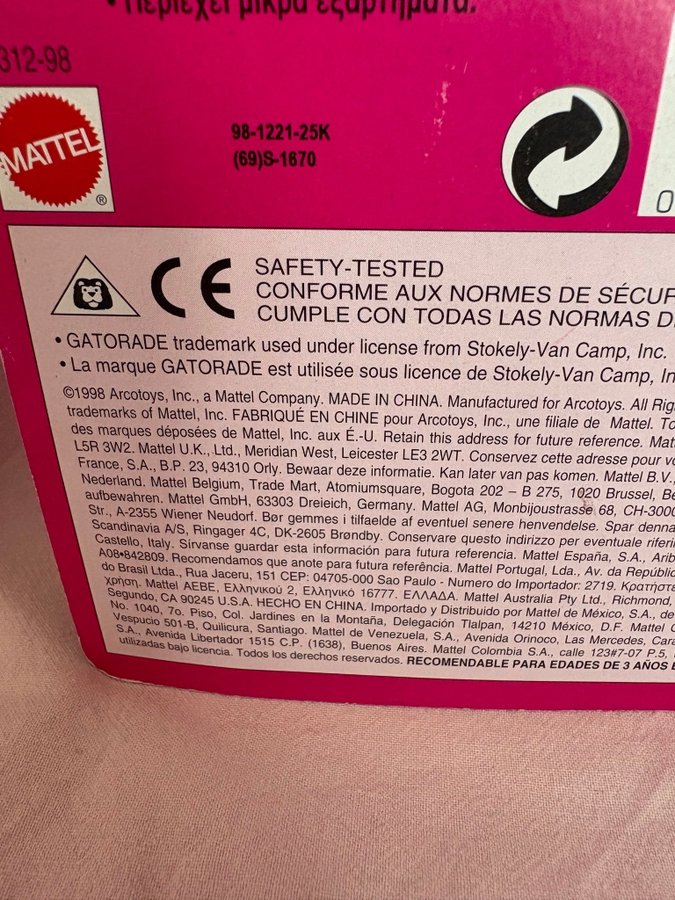 • Περιέχει μικρά εξαρτήματα.
312-98
MATTEL
®
98-1221-25K
(69)S-1670
0
CE SAFETY-TESTED
CONFORME AUX NORMES DE SÉCUR
CUMPLE CON TODAS LAS NORMAS D
• GATORADE trademark used under license from Stokely-Van Camp, Inc.
• La marque GATORADE est utilisée sous licence de Stokely-Van Camp, In
©1998 Arcotoys, Inc., a Mattel Company. MADE IN CHINA. Manufactured for Arcotoys. All Rig
trademarks of Mattel, Inc. FABRIQUÉ EN CHINE pour Arcotoys, Inc., une filiale de Mattel. To
des marques déposées de Mattel, Inc. aux É.-U. Retain this address for future reference. Mat
L5R 3W2. Mattel U.K., Ltd., Meridian West, Leicester LE3 2WT. Conservez cette adresse pour v
France, S.A., B.P. 23, 94310 Orly. Bewaar deze informatie. Kan later van pas komen. Mattel B.V.,
Nederland. Mattel Belgium, Trade Mart, Atomiumsquare, Bogota 202 – B 275, 1020 Brussel, Be
aufbewahren. Mattel GmbH, 63303 Dreieich, Germany. Mattel AG, Monbijoustrasse 68, CH-3000
Str., A-2355 Wiener Neudorf. Bør gemmes i tilfaelde af eventuel senere henvendelse. Spar denna
Scandinavia A/S, Ringager 4C, DK-2605 Brøndby. Conservare questo indirizzo per eventuale riferi
Castello, Italy. Sírvanse guardar esta información para futura referencia. Mattel España, S.A., Arib
A08•842809. Recomendamos que anote para futura referência. Mattel Portugal, Lda., Av. da Repúbli
do Brasil Ltda., Rua Jaceru, 151 CEP: 04705-000 Sao Paulo - Numero do Importador: 2719. Κρατήστε
χρήση. Mattel AEBE, Ελληνικού 2, Ελληνικό 16777. ΕΛΛΑΔΑ. Mattel Australia Pty Ltd., Richmond,
Segundo, CA 90245 U.S.A. HECHO EN CHINA. Importado y Distribuido por Mattel de México, S.A., de
No. 1040, 7o. Piso, Col. Jardines en la Montaña, Delegación Tlalpan, 14210 México, D.F. Mattel C
Vespucio 501-B, Quilicura, Santiago. Mattel de Venezuela, S.A., Avenida Orinoco, Las Mercedes, Car
S.A., Avenida Libertador 1515 C.P. (1638), Buenos Aires. Mattel Colombia S.A., calle 123#7-07 P.5,
utilizadas bajo licencia. Todos los derechos reservados. RECOMENDABLE PARA EDADES DE 3 AÑOS E